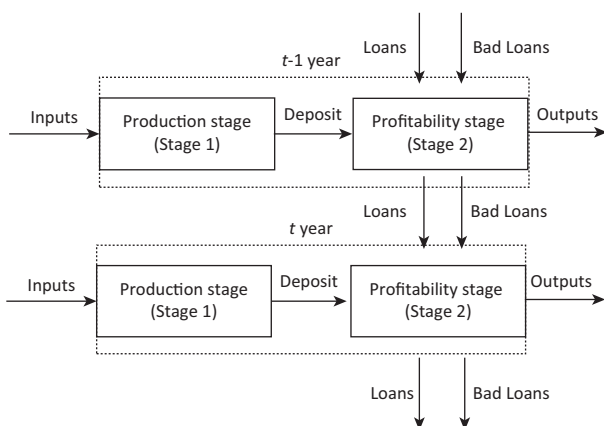 Loans
Bad Loans
t-1 year
Inputs
Production stage
(Stage 1)
Deposit
Profitability stage
(Stage 2)
Outputs
Loans
Bad Loans
t year
Inputs
Production stage
(Stage 1)
Deposit
Profitability stage
(Stage 2)
Outputs
Loans
Bad Loans